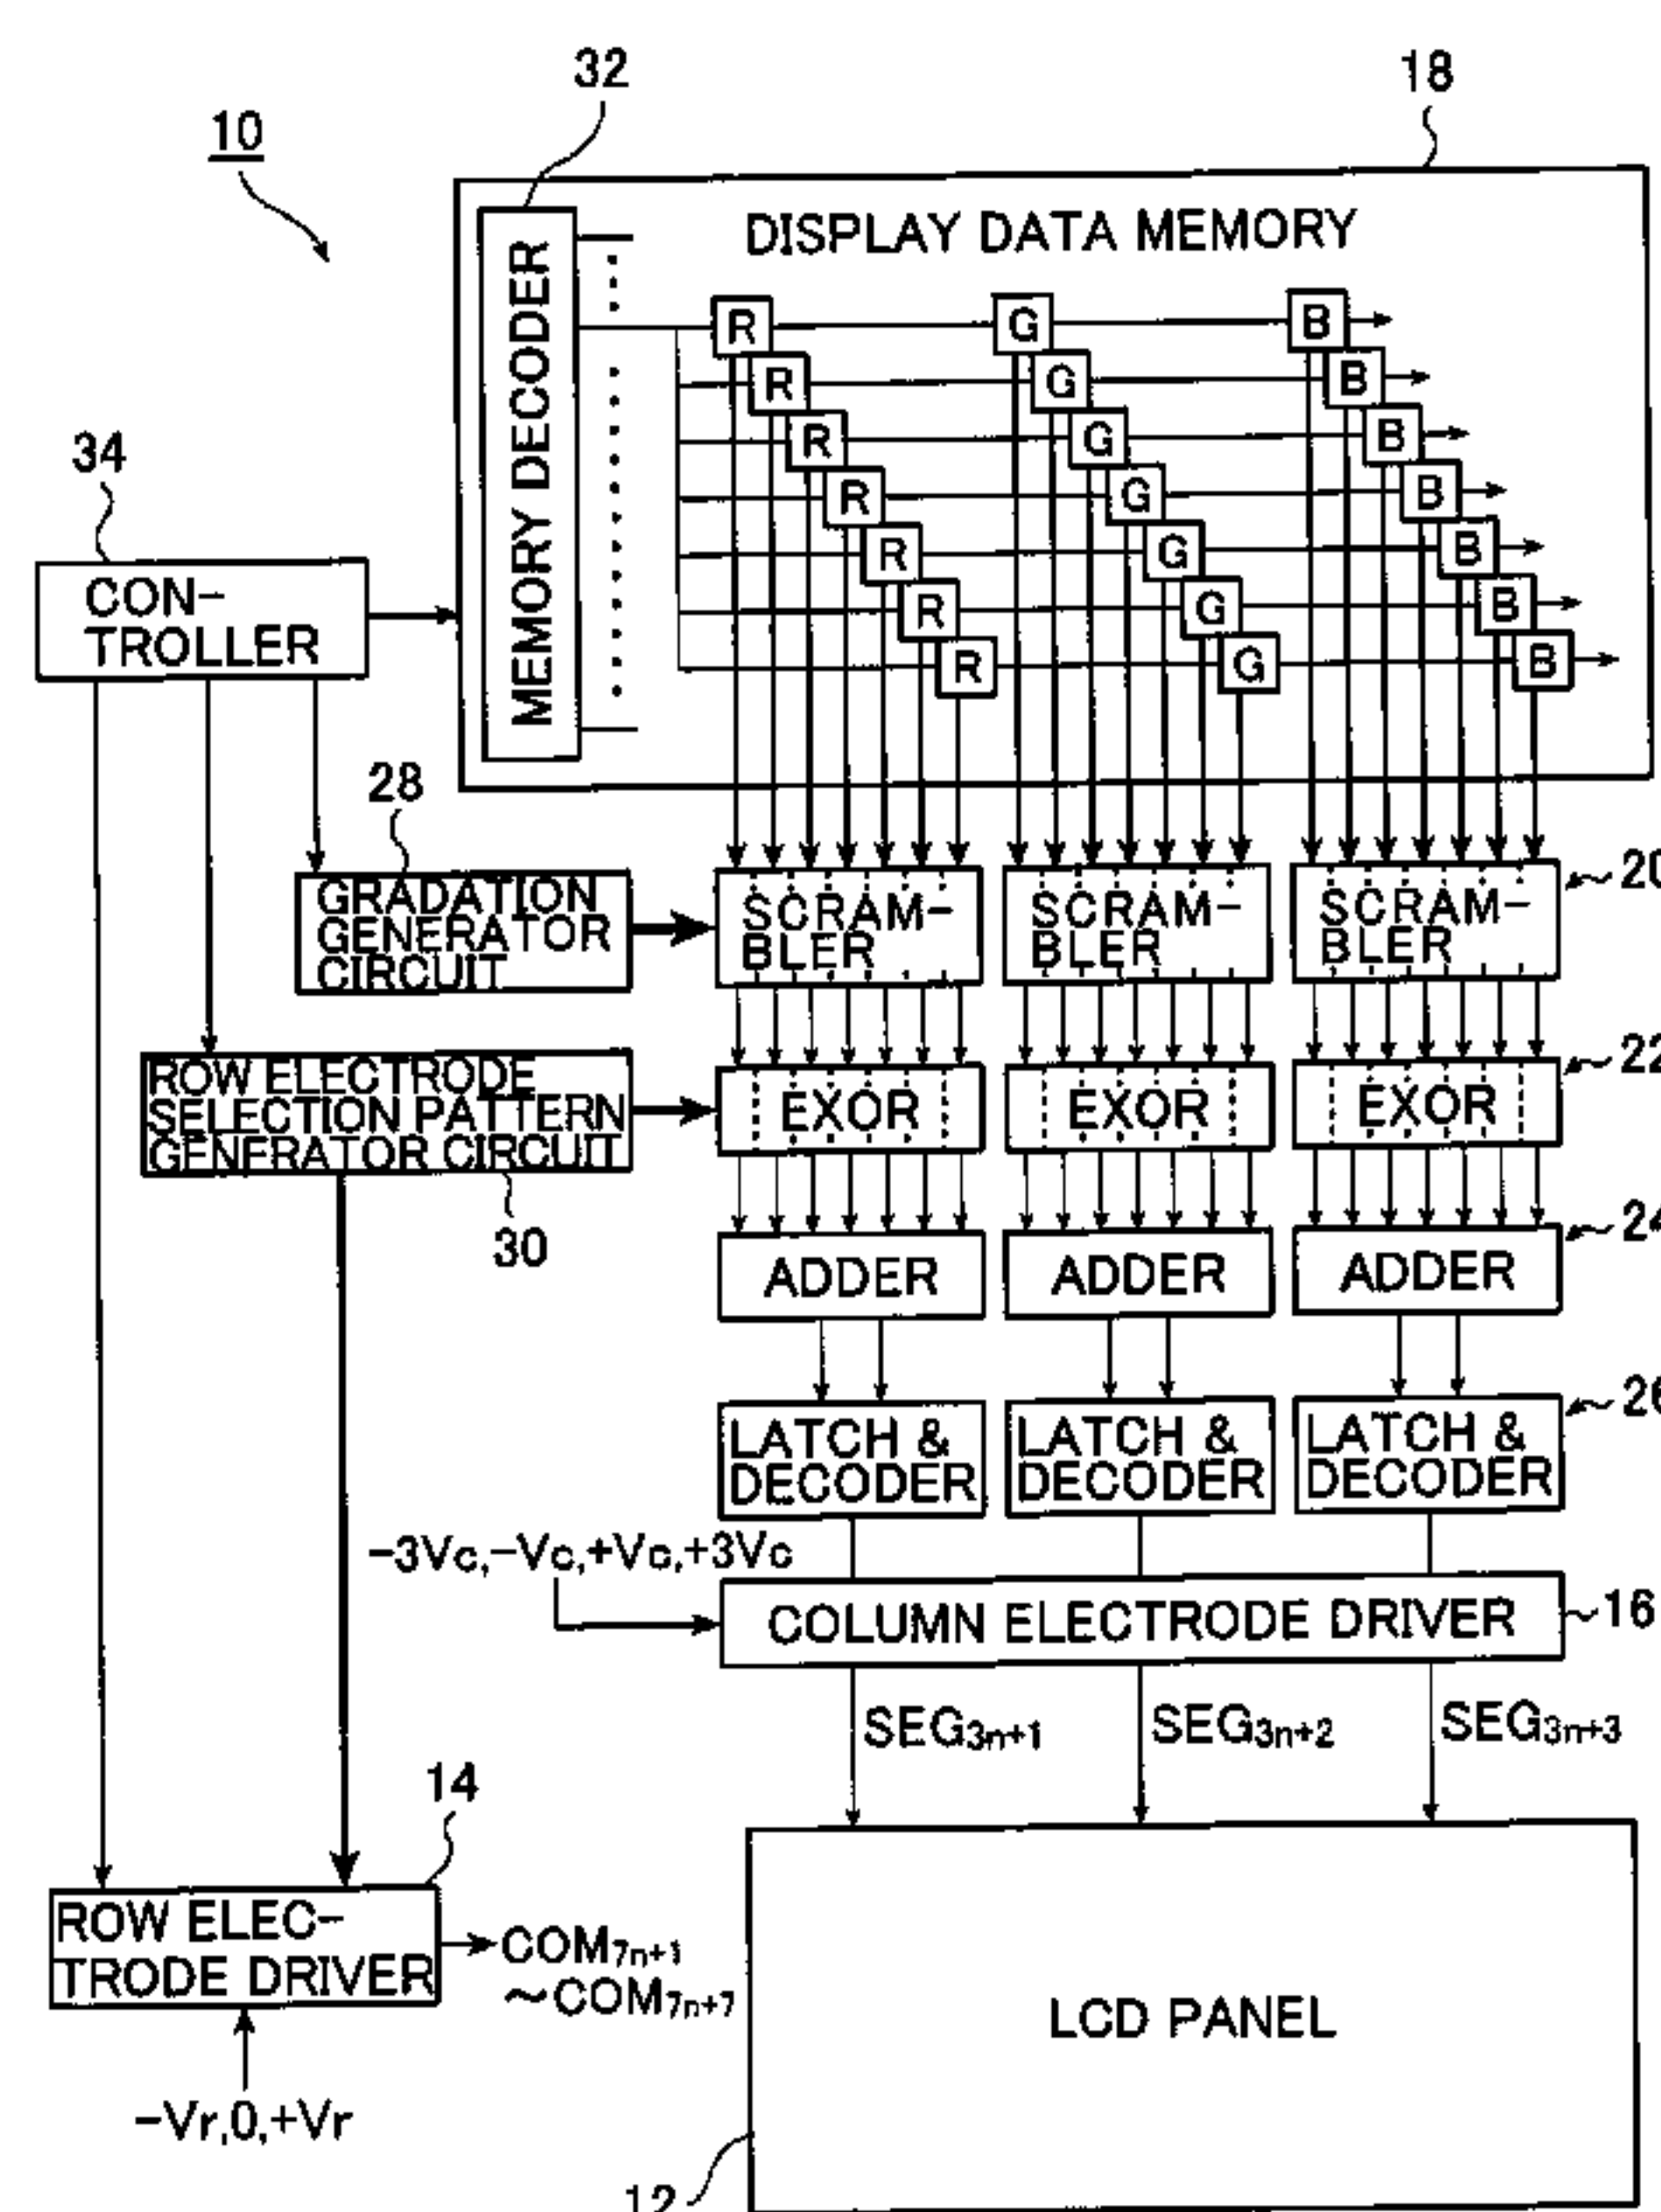 32
18
10
DISPLAY DATA MEMORY
MEMORY DECODER
R G B
R G B
R G B
R G B
R G B
R G B
R G B
34
CON-
TROLLER
28
GRADATION
GENERATOR
CIRCUIT
SCRAM-
BLER
SCRAM-
BLER
SCRAM-
BLER
20
ROW ELECTRODE
SELECTION PATTERN
GENERATOR CIRCUIT
30
EXOR
EXOR
EXOR
22
ADDER
ADDER
ADDER
24
LATCH &
DECODER
LATCH &
DECODER
LATCH &
DECODER
26
-3Vc,-Vc,+Vc,+3Vc
COLUMN ELECTRODE DRIVER
16
SEG3n+1
SEG3n+2
SEG3n+3
14
ROW ELEC-
TRODE DRIVER
COM7n+1
~COM7n+7
-Vr,0,+Vr
LCD PANEL
12